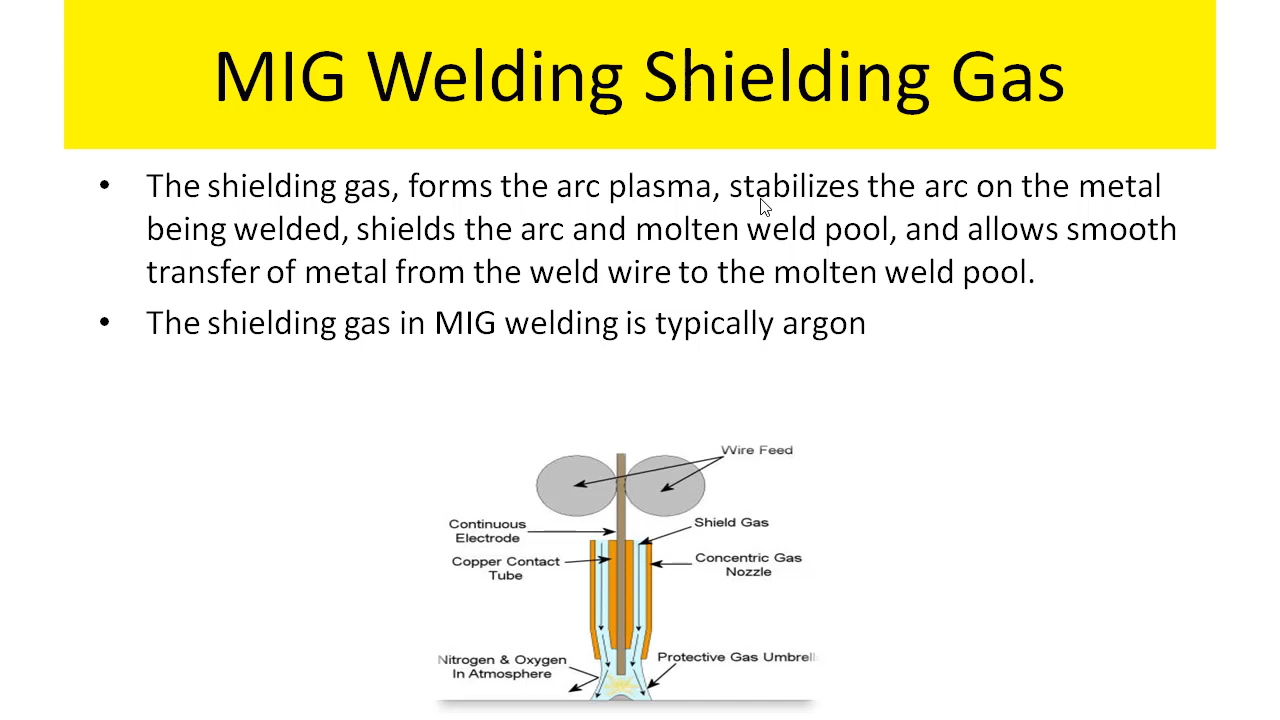 MIG Welding Shielding Gas
• The shielding gas, forms the arc plasma, stabilizes the arc on the metal
being welded, shields the arc and molten weld pool, and allows smooth
transfer of metal from the weld wire to the molten weld pool.
• The shielding gas in MIG welding is typically argon
Wire Feed
Continuous
Electrode
Shield Gas
Copper Contact
Tube
Concentric Gas
Nozzle
Nitrogen & Oxygen
In Atmosphere
Protective Gas Umbrell